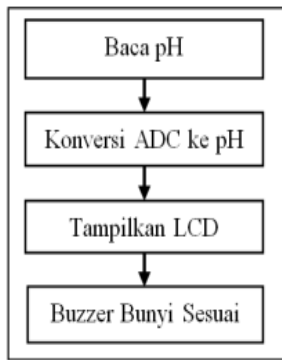 Baca pH
Konversi ADC ke pH
Tampilkan LCD
Buzzer Bunyi Sesuai